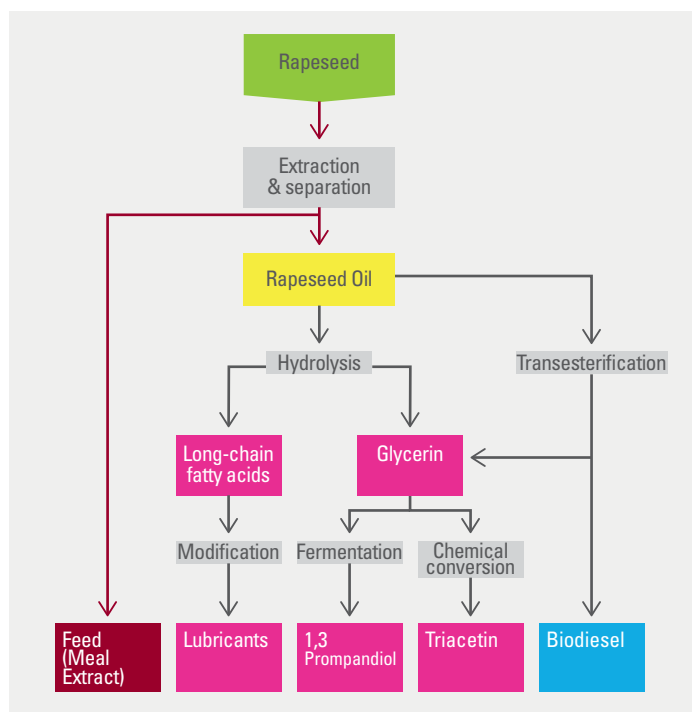 Rapeseed
Extraction
& separation
Rapeseed Oil
Hydrolysis
Transesterification
Long-chain
fatty acids
Glycerin
Modification
Fermentation
Chemical
conversion
Feed
(Meal
Extract)
Lubricants
1,3
Prompandiol
Triacetin
Biodiesel